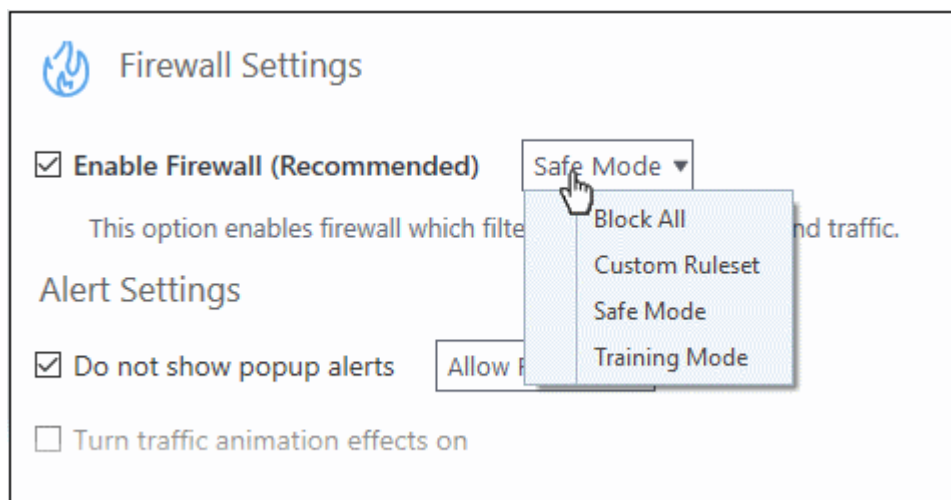 Firewall Settings
Enable Firewall (Recommended) Safe Mode
Block All
This option enables firewall which nd traffic.
Custom Ruleset
Alert Settings
Safe Mode
Training Mode
Do not show popup alerts Allow
Turn traffic animation effects on